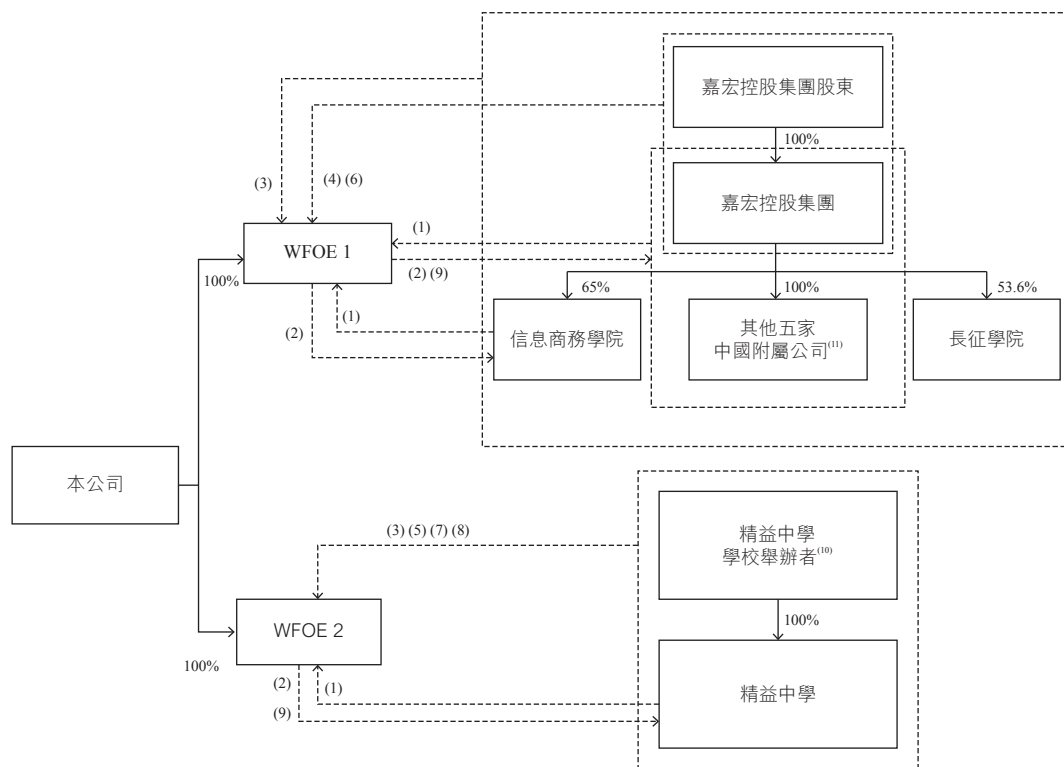 嘉宏控股集團股東
100%
(3)
(4) (6)
嘉宏控股集團
(1)
WFOE 1
(2) (9)
100%
65%
100%
53.6%
(1)
(2)
信息商務學院
其他五家
中國附屬公司(11)
長征學院
本公司
(3) (5) (7) (8)
精益中學
學校舉辦者(10)
100%
WFOE 2
100%
(2)
(1)
(9)
精益中學